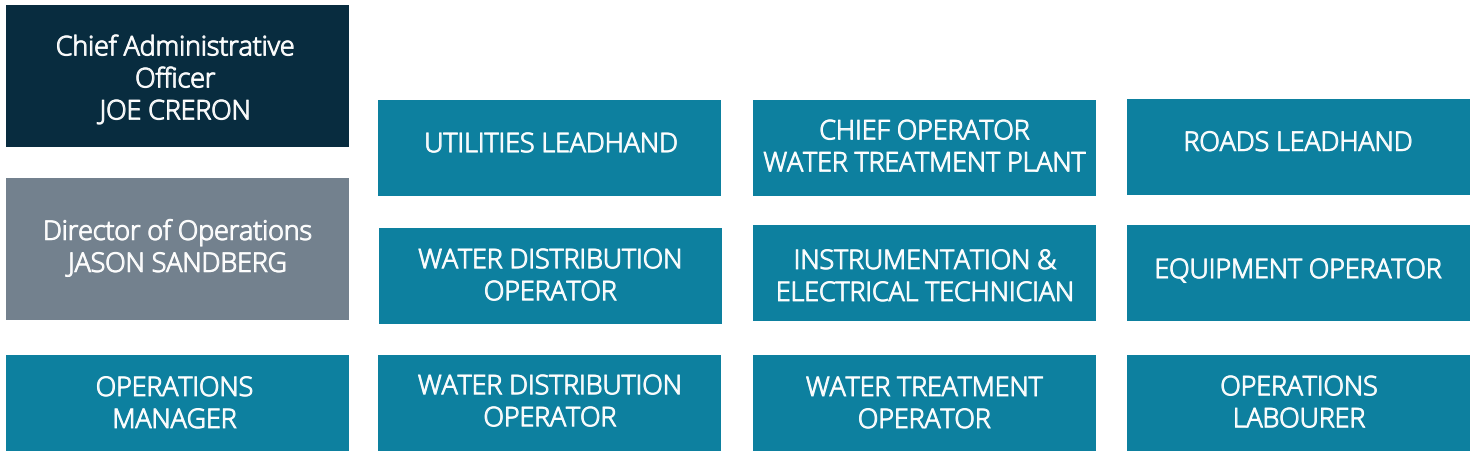 Chief Administrative
Officer
JOE CRERON
Director of Operations
JASON SANDBERG
OPERATIONS
MANAGER
UTILITIES LEADHAND
WATER DISTRIBUTION
OPERATOR
WATER DISTRIBUTION
OPERATOR
CHIEF OPERATOR
WATER TREATMENT PLANT
INSTRUMENTATION &
ELECTRICAL TECHNICIAN
WATER TREATMENT
OPERATOR
ROADS LEADHAND
EQUIPMENT OPERATOR
OPERATIONS
LABOURER